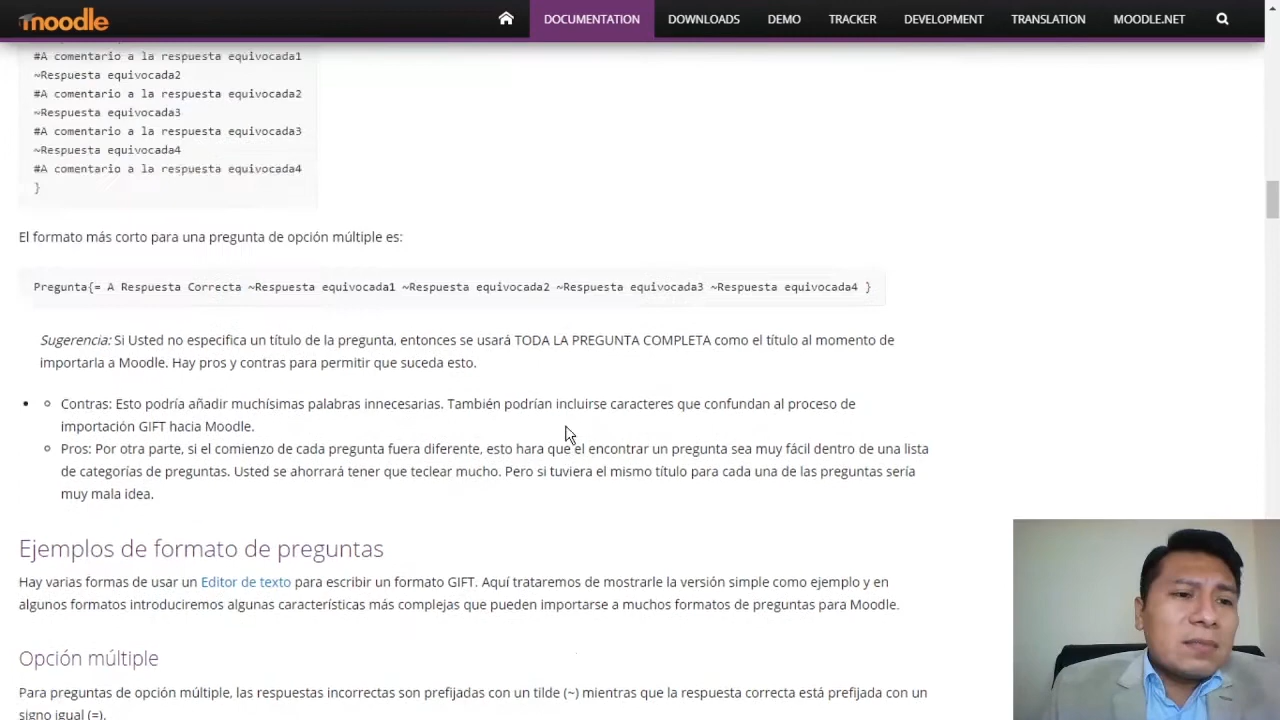 moodle
DOCUMENTATION DOWNLOADS DEMO TRACKER DEVELOPMENT TRANSLATION MOODLE.NET
#A comentario a la respuesta equivocada1
~Respuesta equivocada2
#A comentario a la respuesta equivocada2
~Respuesta equivocada3
#A comentario a la respuesta equivocada3
~Respuesta equivocada4
#A comentario a la respuesta equivocada4
}
El formato más corto para una pregunta de opción múltiple es:
Pregunta{= A Respuesta Correcta ~Respuesta equivocada1 ~Respuesta equivocada2 ~Respuesta equivocada3 ~Respuesta equivocada4 }
Sugerencia: Si Usted no especifica un título de la pregunta, entonces se usará TODA LA PREGUNTA COMPLETA como el título al momento de
importarla a Moodle. Hay pros y contras para permitir que suceda esto.
Contras: Esto podría añadir muchísimas palabras innecesarias. También podrían incluirse caracteres que confundan al proceso de
importación GIFT hacia Moodle.
Pros: Por otra parte, si el comienzo de cada pregunta fuera diferente, esto hara que el encontrar un pregunta sea muy fácil dentro de una lista
de categorías de preguntas. Usted se ahorrará tener que teclear mucho. Pero si tuviera el mismo título para cada una de las preguntas sería
muy mala idea.
Ejemplos de formato de preguntas
Hay varias formas de usar un Editor de texto para escribir un formato GIFT. Aquí trataremos de mostrarle la versión simple como ejemplo y en
algunos formatos introduciremos algunas características más complejas que pueden importarse a muchos formatos de preguntas para Moodle.
Opción múltiple
Para preguntas de opción múltiple, las respuestas incorrectas son prefijadas con un tilde (~) mientras que la respuesta correcta está prefijada con un
signo igual (=).